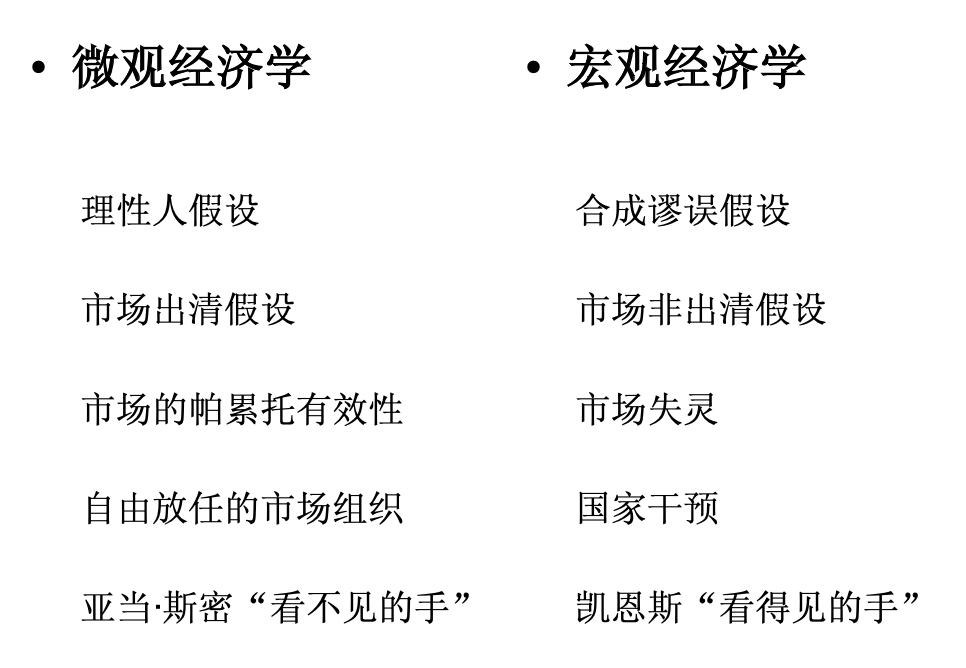 • 微观经济学
理性人假设
市场出清假设
市场的帕累托有效性
自由放任的市场组织
亚当·斯密“看不见的手”
• 宏观经济学
合成谬误假设
市场非出清假设
市场失灵
国家干预
凯恩斯“看得见的手”